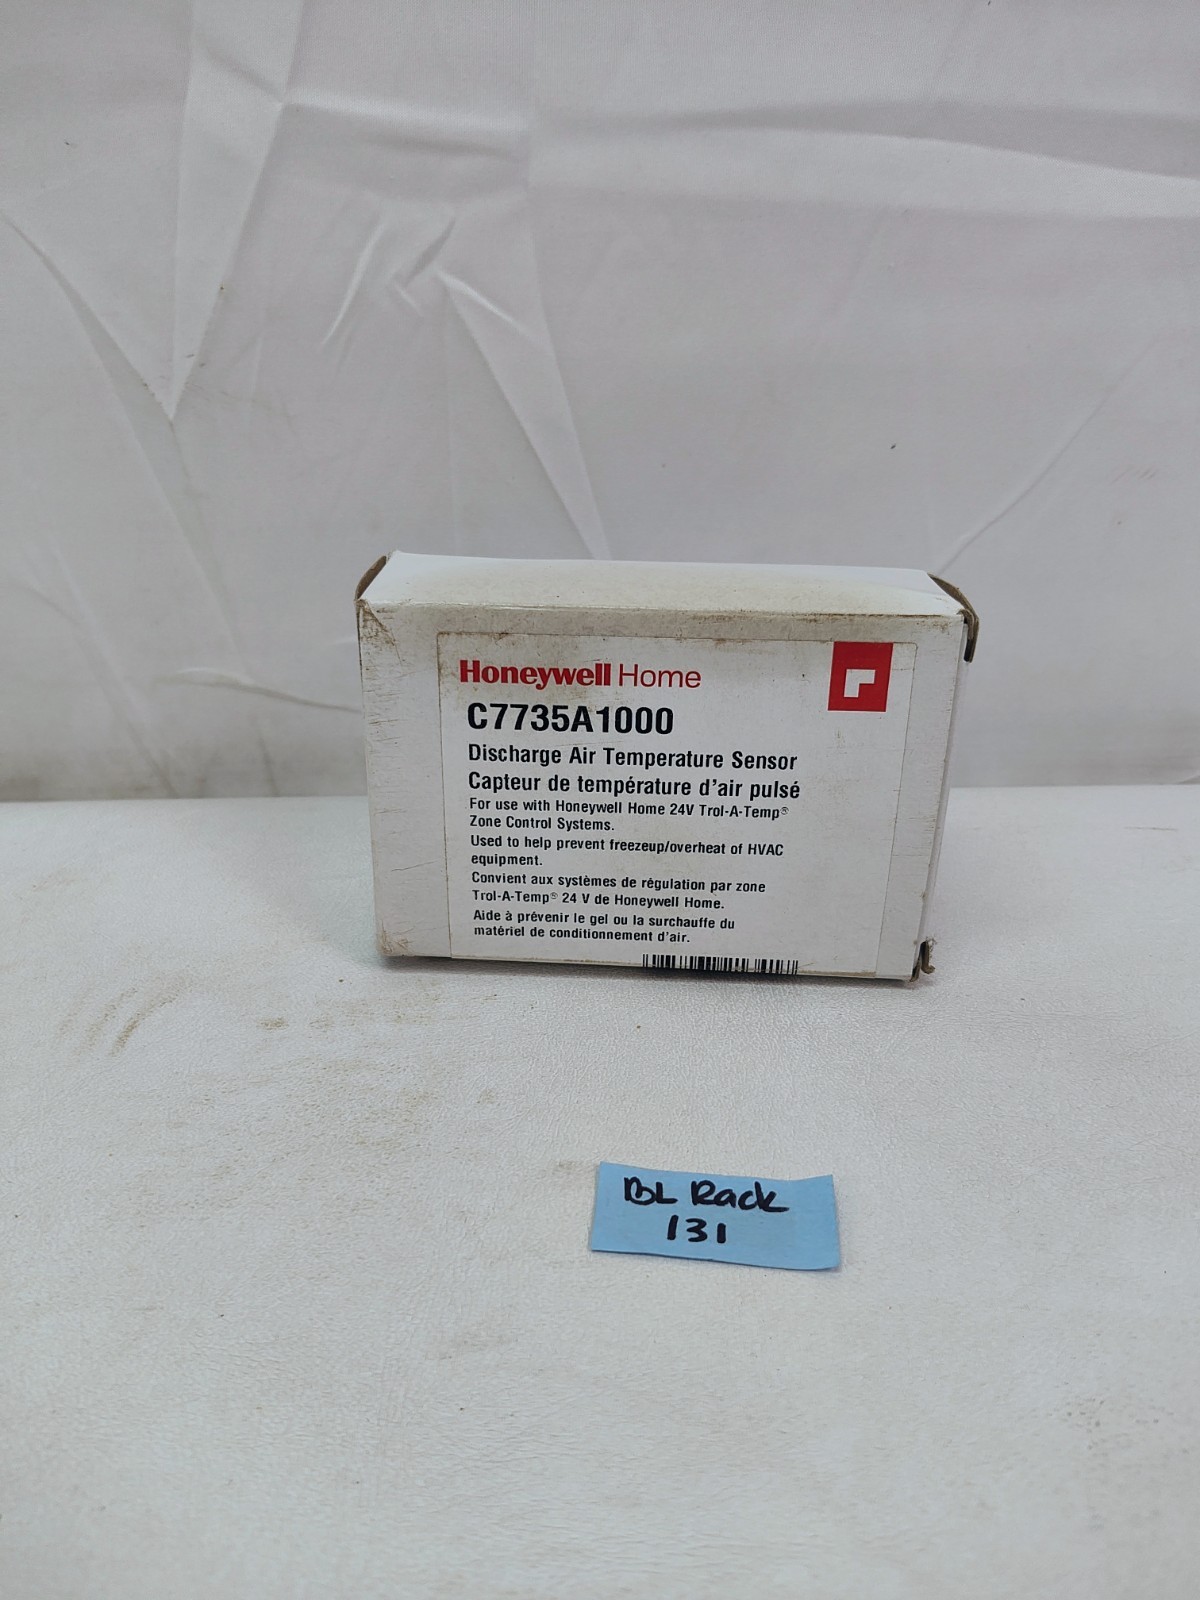 Honeywell Home
C7735A1000
Discharge Air Temperature Sensor
Capteur de température d'air pulsé
For use with Honeywell Home 24V Trol-A-Temp®
Zone Control Systems.
Used to help prevent freezeup/overheat of HVAC
equipment.
Convient aux systèmes de régulation par zone
Trol-A-Temp® 24 V de Honeywell Home.
Aide à prévenir le gel ou la surchauffe du
matériel de conditionnement d'air.
BL Rack
131